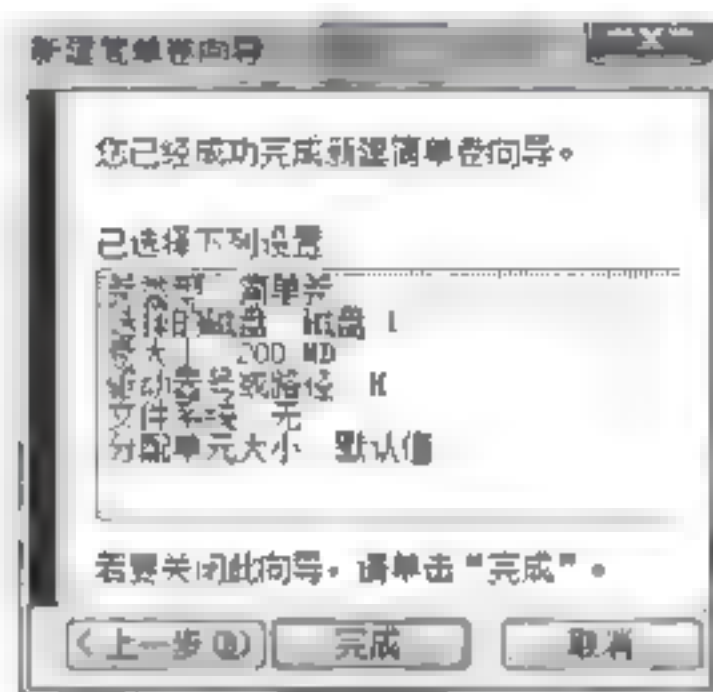 新建简单卷向导
您已经成功完成新建简单卷向导。
已选择下列设置
卷类型 简单卷
选择的磁盘 磁盘 1
卷大小 200 MB
驱动器号或路径
文件系统 无
分配单元大小 默认值
若要关闭此向导，请单击“完成”。
<上一步(B)
完成
取消